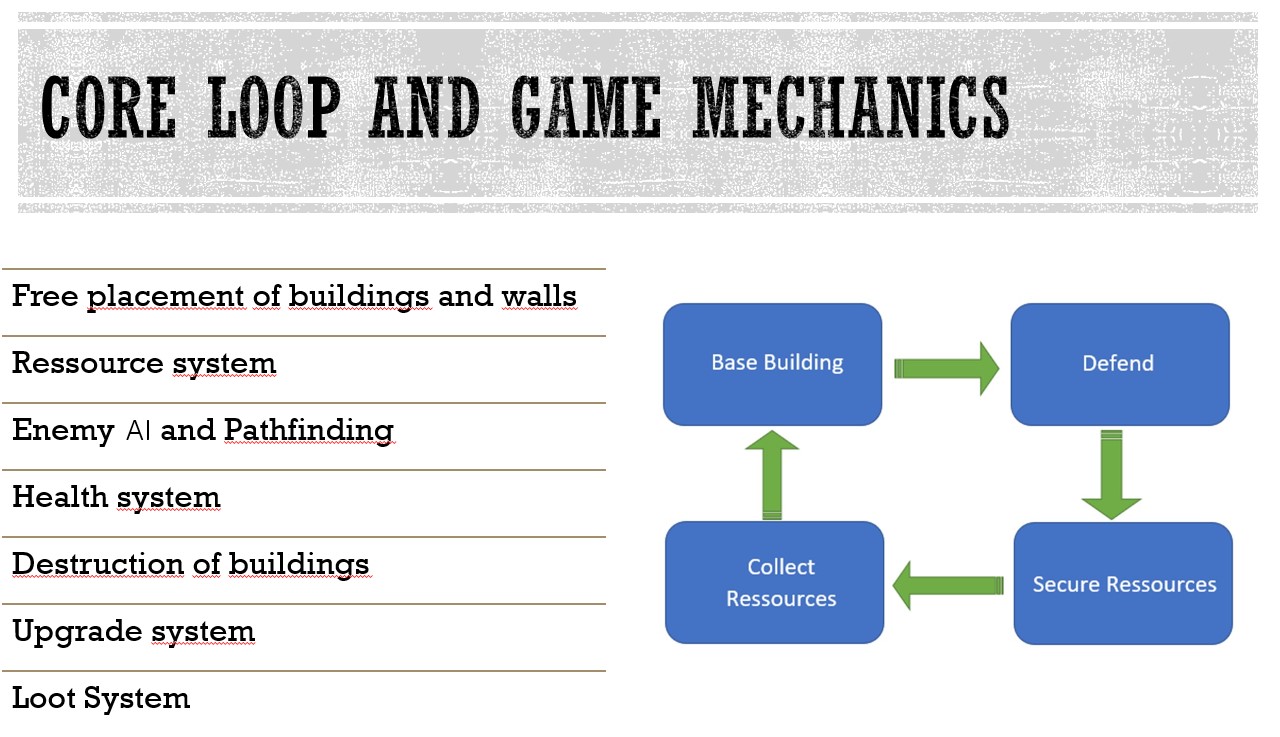 CORE LOOP AND GAME MECHANICS
Free placement of buildings and walls
Ressource system
Enemy AI and Pathfinding
Health system
Destruction of buildings
Upgrade system
Loot System
Base Building
Defend
Collect
Ressources
Secure Ressources